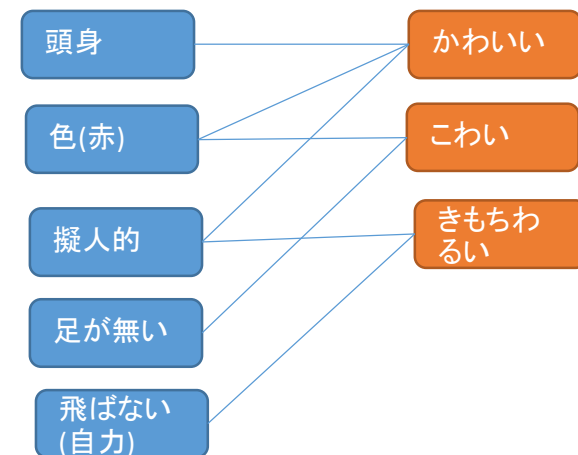 頭身
かわいい
色(赤)
こわい
擬人的
きもちわ
るい
足が無い
飛ばない
(自力)